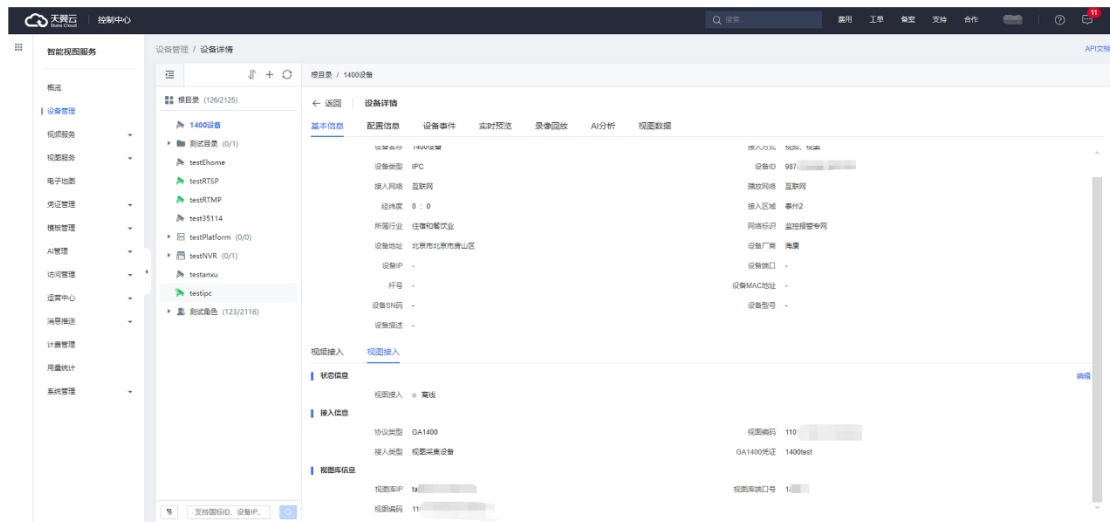 天翼云 控制中心 搜索 费用 工单 备案 支持 合作 11
智能视图服务 设备管理 / 设备详情 API文档
概览
设备管理
视频服务
视图服务
电子地图
凭证管理
模板管理
AI管理
访问管理
运营中心
消息推送
计费管理
用量统计
系统管理
根目录 (126/2125)
1400设备
测试目录 (0/1)
testEhome
testRTSP
testRTMP
test35114
testPlatform (0/0)
testNVR (0/1)
testanxu
testipc
测试角色 (123/2116)
支持国标ID、设备IP、
根目录 / 1400设备
← 返回 设备详情
基本信息 配置信息 设备事件 实时预览 录像回放 AI分析 视图数据
设备名称 1400设备 接入方式 视频、视图
设备类型 IPC 设备ID 987
接入网络 互联网 播放网络 互联网
经纬度 0 : 0 接入区域 泰州2
所属行业 住宿和餐饮业 网络标识 监控报警专网
设备地址 北京市北京市房山区 设备厂商 海康
设备IP - 设备端口 -
杆号 - 设备MAC地址 -
设备SN码 - 设备型号 -
设备描述 -
视频接入 视图接入
状态信息 编辑
视图接入 离线
接入信息
协议类型 GA1400 视图编码 110
接入类型 视图采集设备 GA1400凭证 1400test
视图库信息
视图库IP 视图库端口号
视图编码 11